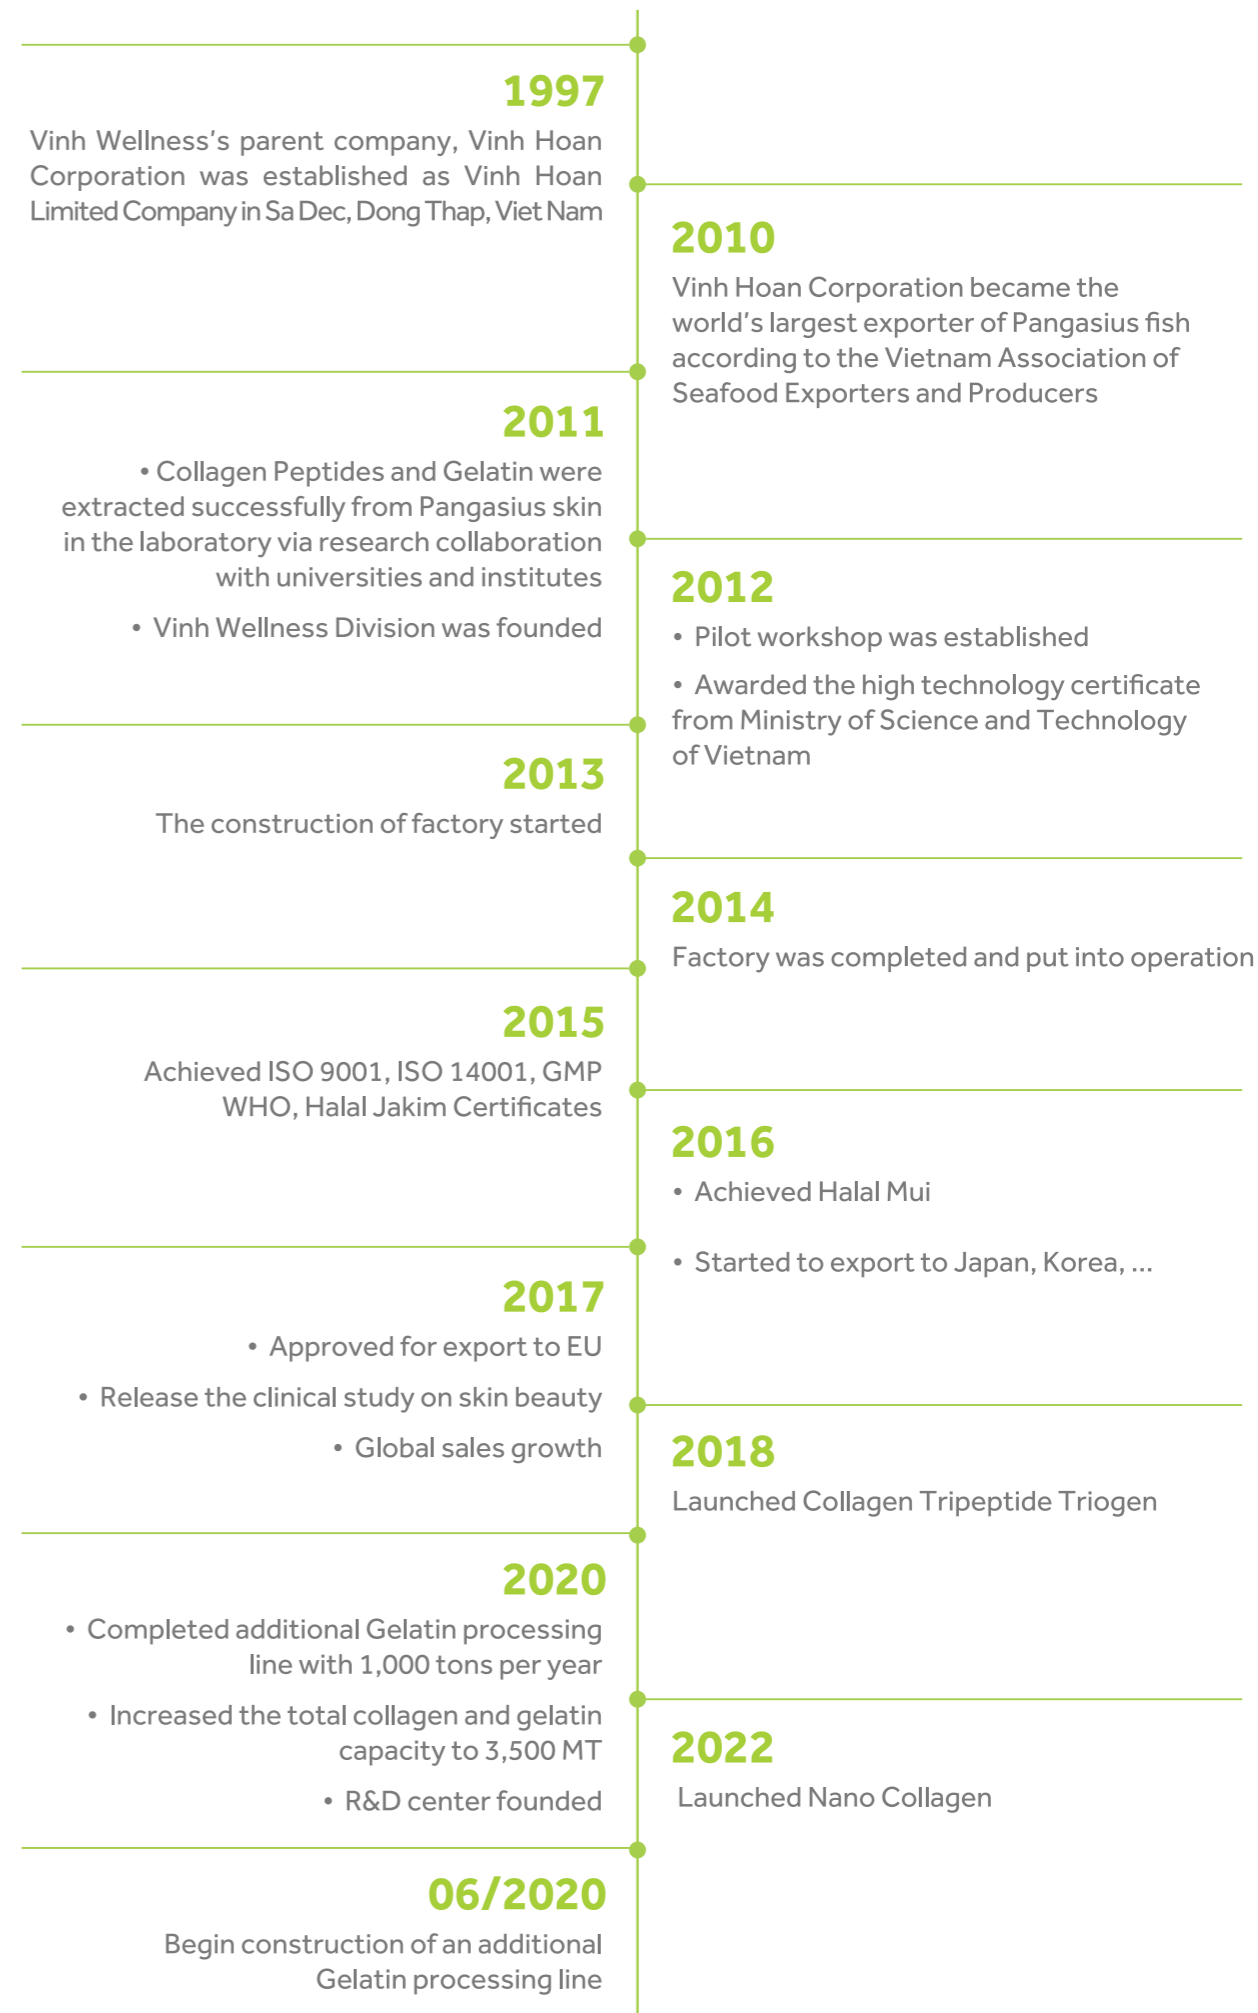 1997
Vinh Wellness's parent company, Vinh Hoan
Corporation was established as Vinh Hoan
Limited Company in Sa Dec, Dong Thap, Viet Nam
2010
Vinh Hoan Corporation became the
world's largest exporter of Pangasius fish
according to the Vietnam Association of
Seafood Exporters and Producers
2011
• Collagen Peptides and Gelatin were
extracted successfully from Pangasius skin
in the laboratory via research collaboration
with universities and institutes
• Vinh Wellness Division was founded
2012
• Pilot workshop was established
• Awarded the high technology certificate
from Ministry of Science and Technology
of Vietnam
2013
The construction of factory started
2014
Factory was completed and put into operation
2015
Achieved ISO 9001, ISO 14001, GMP
WHO, Halal Jakim Certificates
2016
• Achieved Halal Mui
• Started to export to Japan, Korea, ...
2017
• Approved for export to EU
• Release the clinical study on skin beauty
• Global sales growth
2018
Launched Collagen Tripeptide Triogen
2020
• Completed additional Gelatin processing
line with 1,000 tons per year
• Increased the total collagen and gelatin
capacity to 3,500 MT
• R&D center founded
2022
Launched Nano Collagen
06/2020
Begin construction of an additional
Gelatin processing line